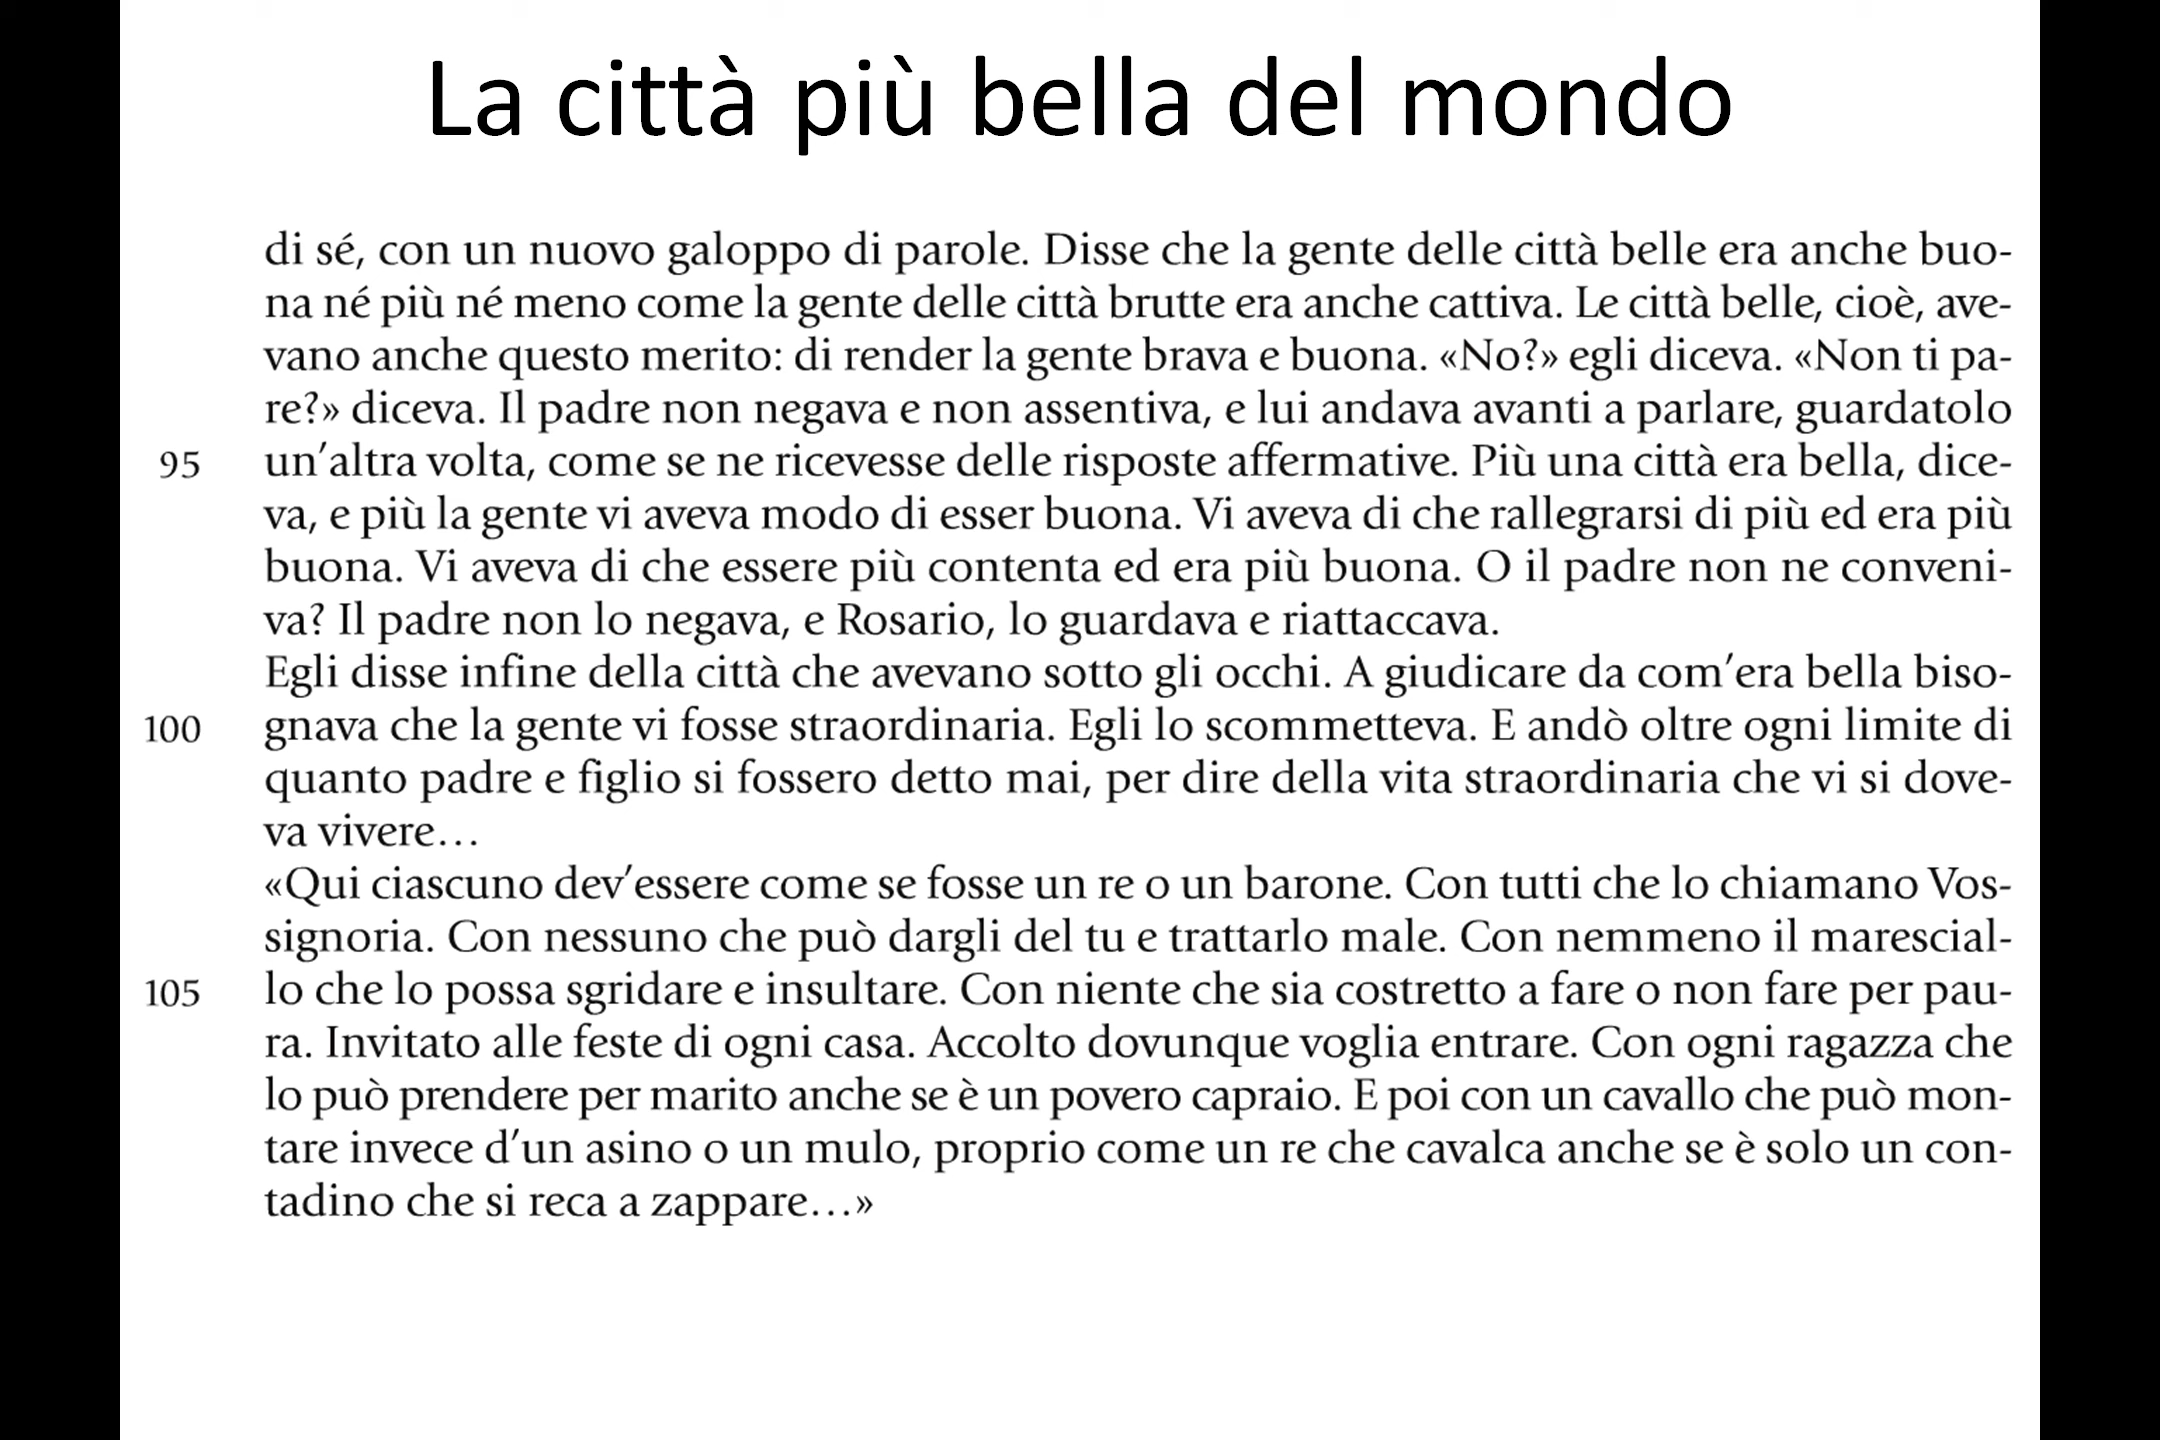 La città più bella del mondo
di sé, con un nuovo galoppo di parole. Disse che la gente delle città belle era anche buo-
na né più né meno come la gente delle città brutte era anche cattiva. Le città belle, cioè, ave-
vano anche questo merito: di render la gente brava e buona. «No?» egli diceva. «Non ti pa-
re?» diceva. Il padre non negava e non assentiva, e lui andava avanti a parlare, guardatolo
95 un'altra volta, come se ne ricevesse delle risposte affermative. Più una città era bella, dice-
va, e più la gente vi aveva modo di esser buona. Vi aveva di che rallegrarsi di più ed era più
buona. Vi aveva di che essere più contenta ed era più buona. O il padre non ne conveni-
va? Il padre non lo negava, e Rosario, lo guardava e riattaccava.
Egli disse infine della città che avevano sotto gli occhi. A giudicare da com'era bella biso-
100 gnava che la gente vi fosse straordinaria. Egli lo scommetteva. E andò oltre ogni limite di
quanto padre e figlio si fossero detto mai, per dire della vita straordinaria che vi si dove-
va vivere…
«Qui ciascuno dev'essere come se fosse un re o un barone. Con tutti che lo chiamano Vos-
signoria. Con nessuno che può dargli del tu e trattarlo male. Con nemmeno il marescial-
105 lo che lo possa sgridare e insultare. Con niente che sia costretto a fare o non fare per pau-
ra. Invitato alle feste di ogni casa. Accolto dovunque voglia entrare. Con ogni ragazza che
lo può prendere per marito anche se è un povero capraio. E poi con un cavallo che può mon-
tare invece d'un asino o un mulo, proprio come un re che cavalca anche se è solo un con-
tadino che si reca a zappare…»